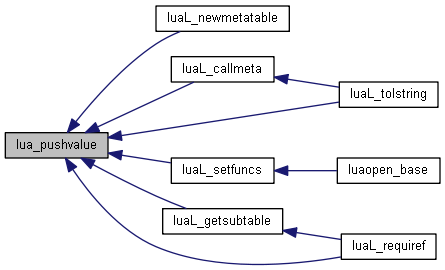 luaL_newmetatable
luaL_callmeta
luaL_tolstring
lua_pushvalue
luaL_setfuncs
luaopen_base
luaL_getsubtable
luaL_requiref